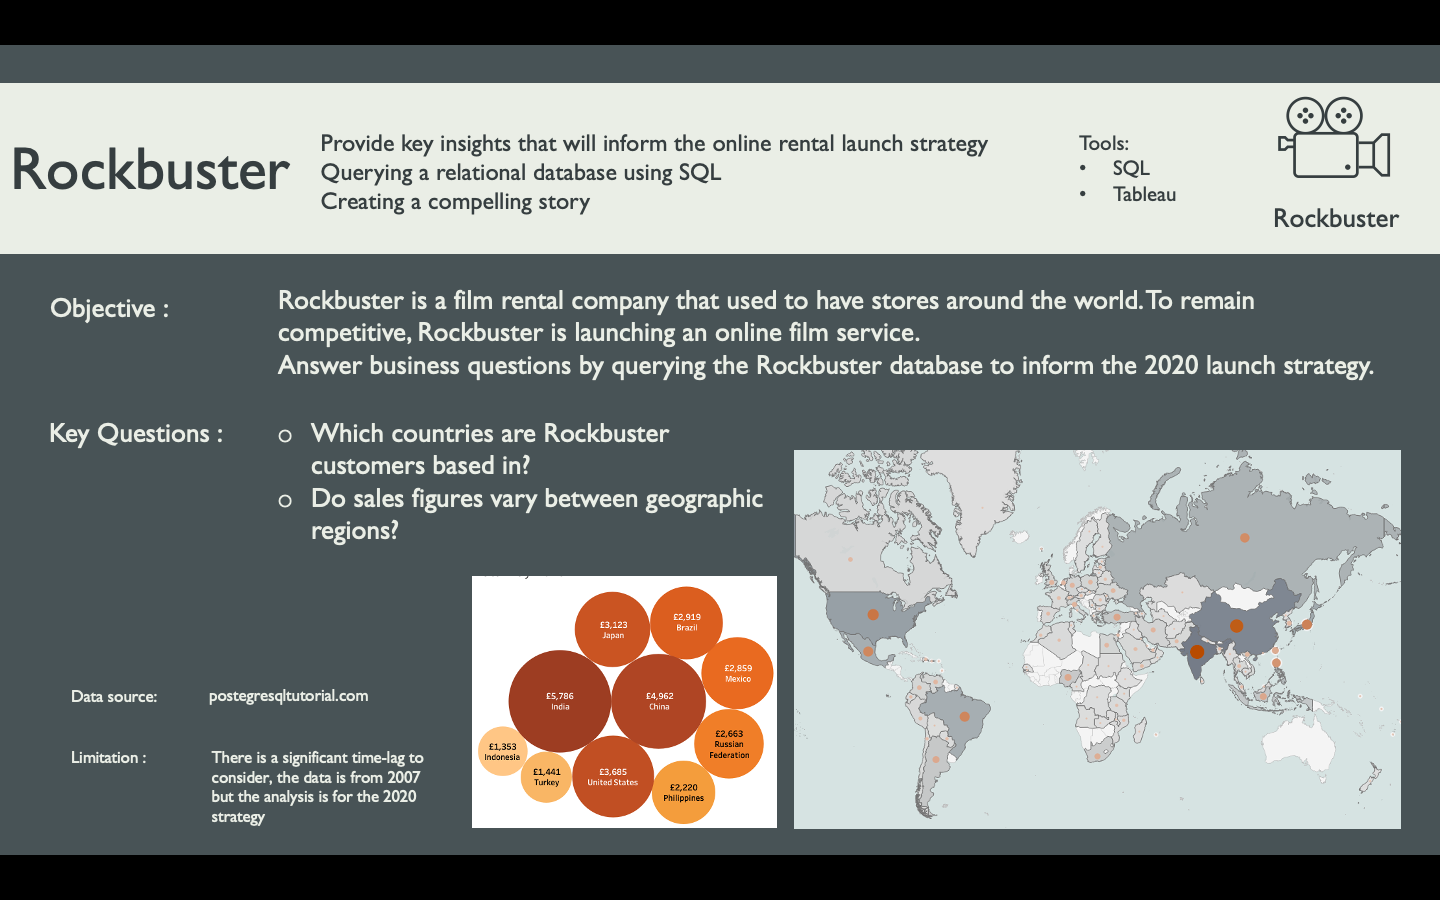 Rockbuster
Provide key insights that will inform the online rental launch strategy
Querying a relational database using SQL
Creating a compelling story
Tools:
• SQL
• Tableau
Rockbuster
Objective :
Rockbuster is a film rental company that used to have stores around the world. To remain
competitive, Rockbuster is launching an online film service.
Answer business questions by querying the Rockbuster database to inform the 2020 launch strategy.
Key Questions :
o Which countries are Rockbuster
customers based in?
o Do sales figures vary between geographic
regions?
£3,123
Japan
£2,919
Brazil
£2,859
Mexico
£5,786
India
£4,962
China
£2,663
Russian
Federation
£1,353
Indonesia
£1,441
Turkey
£3,685
United States
£2,220
Philippines
Data source:
postegresqltutorial.com
Limitation :
There is a significant time-lag to
consider, the data is from 2007
but the analysis is for the 2020
strategy